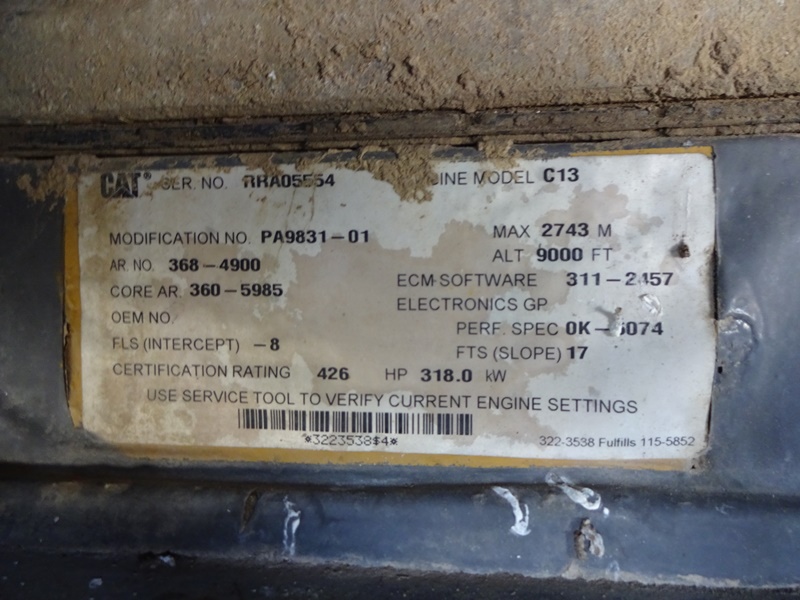 CAT® SER. NO. RRA05554 ENGINE MODEL C13
MODIFICATION NO. PA9831-01 MAX 2743 M
AR. NO. 368-4900 ALT 9000 FT
CORE AR. 360-5985 ECM SOFTWARE 311-2457
OEM NO. ELECTRONICS GP
PERF. SPEC
FLS (INTERCEPT) -8 FTS (SLOPE) 17
CERTIFICATION RATING 426 HP 318.0 kW
USE SERVICE TOOL TO VERIFY CURRENT ENGINE SETTINGS
*3223538$4*
322-3538 Fulfills 115-5852